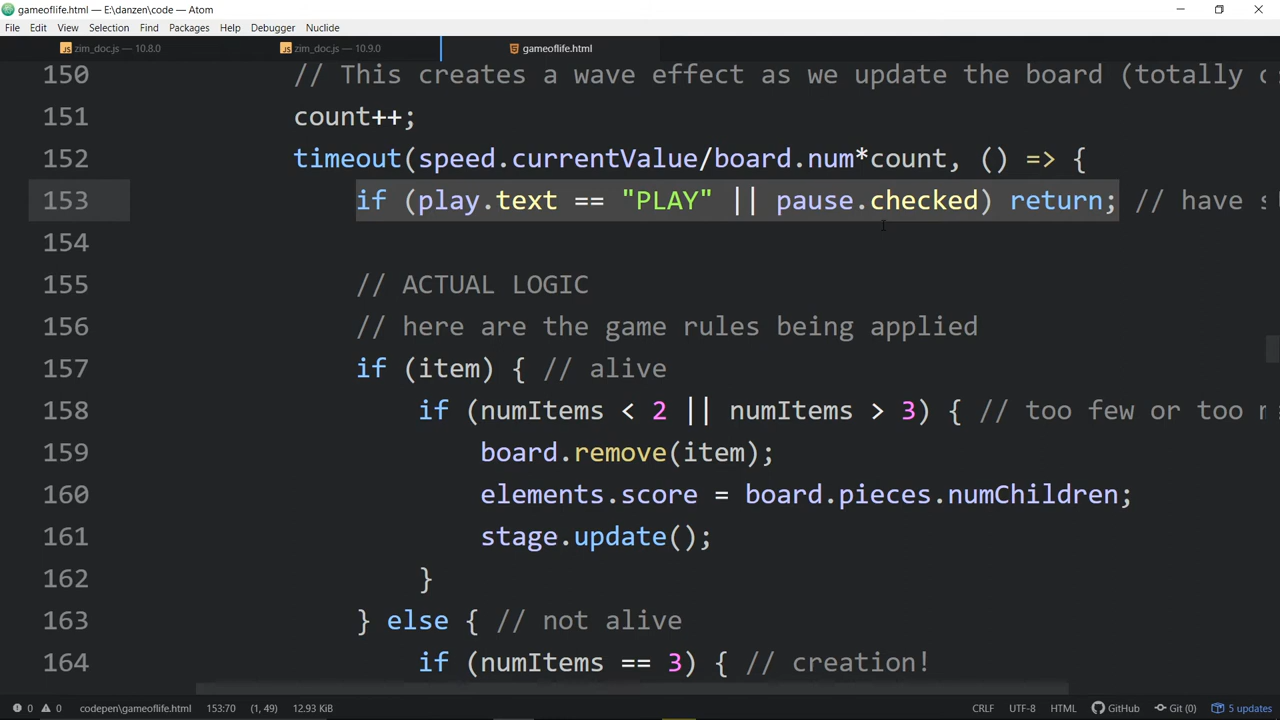 gameoflife.html — E:\danzen\code — Atom
File Edit View Selection Find Packages Help Debugger Nuclide
zim_doc.js — 10.8.0 zim_doc.js — 10.9.0 gameoflife.html
150 // This creates a wave effect as we update the board (totally
151 count++;
152 timeout(speed.currentValue/board.num*count, () => {
153 if (play.text == "PLAY" || pause.checked) return; // have
154
155 // ACTUAL LOGIC
156 // here are the game rules being applied
157 if (item) { // alive
158 if (numItems < 2 || numItems > 3) { // too few or too
159 board.remove(item);
160 elements.score = board.pieces.numChildren;
161 stage.update();
162 }
163 } else { // not alive
164 if (numItems == 3) { // creation!
0 0 codepen\gameoflife.html 153:70 (1, 49) 12.93 KiB CRLF UTF-8 HTML GitHub Git (0) 5 updates